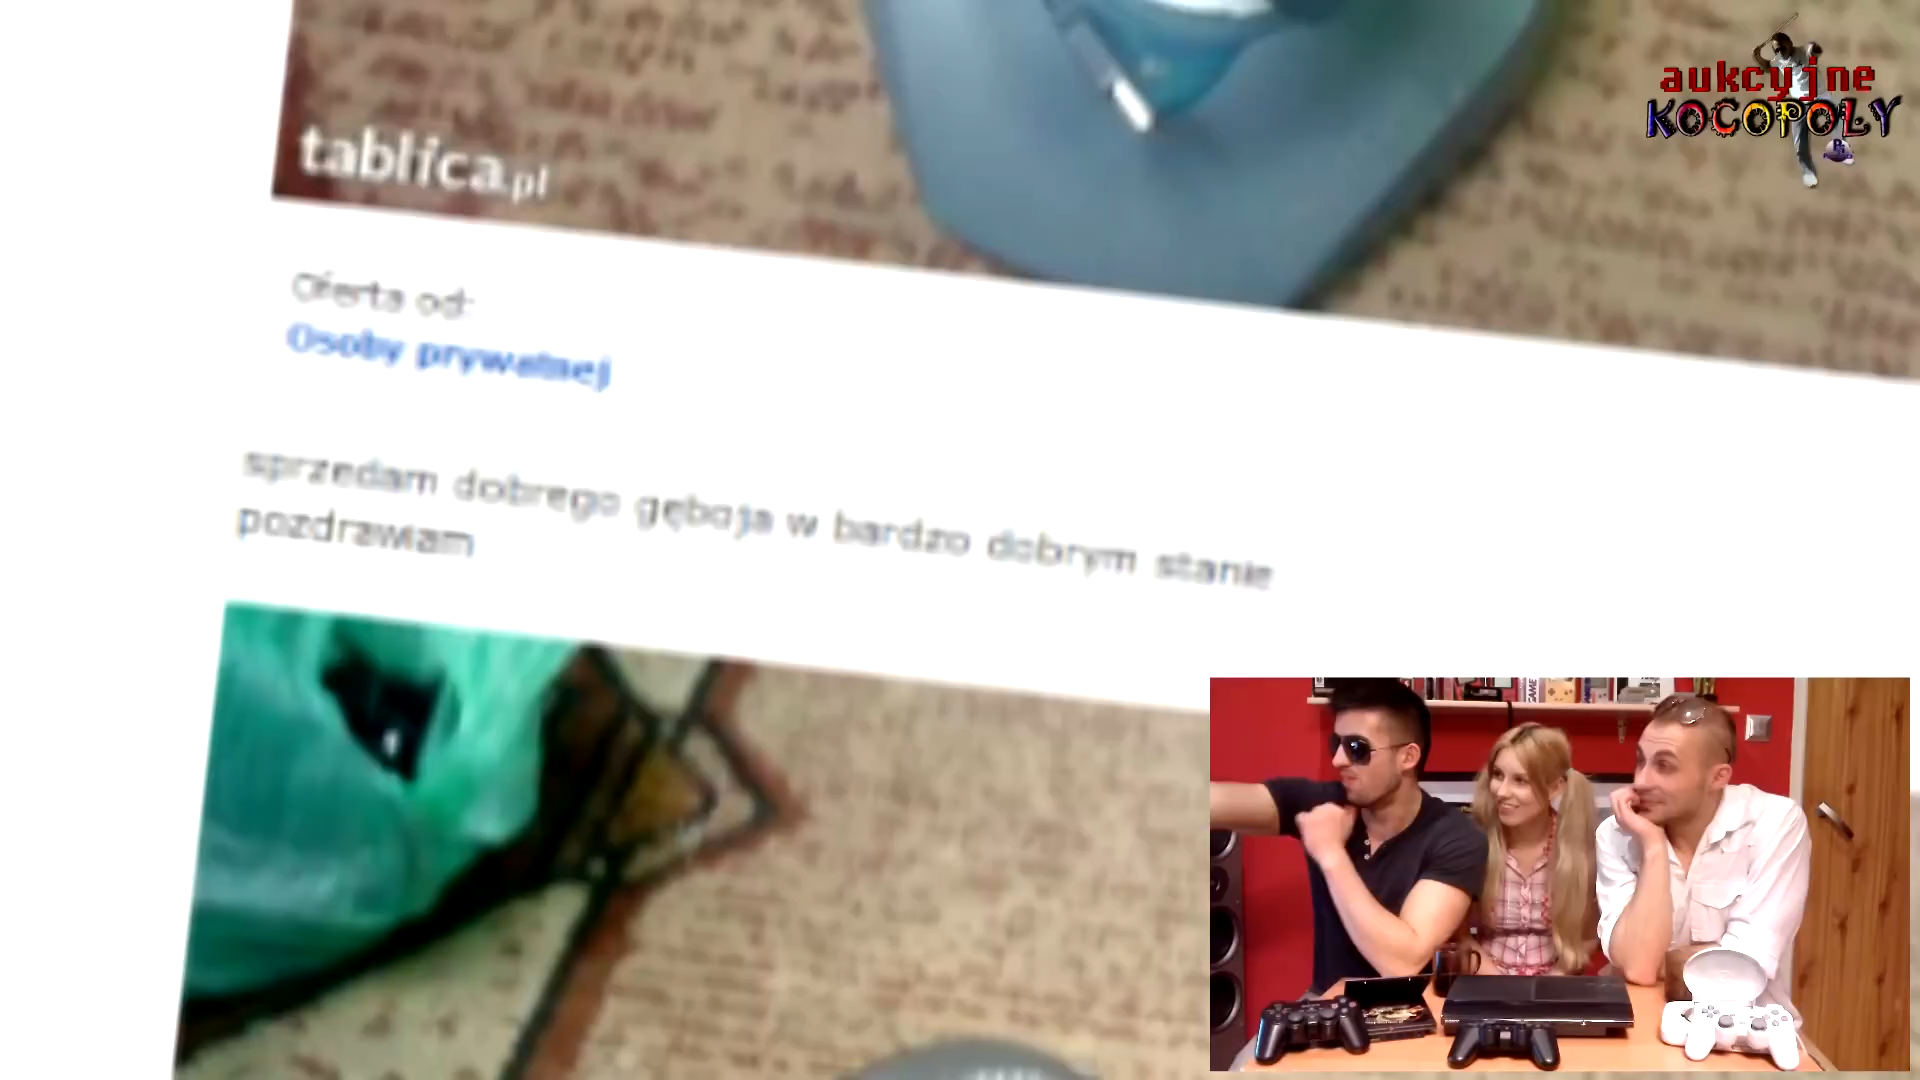 aukcyjne
KOCOPOLY
tablica.pl
Oferta od:
Osoby prywatnej
sprzedam dobrego gęboja w bardzo dobrym stanie
pozdrawiam